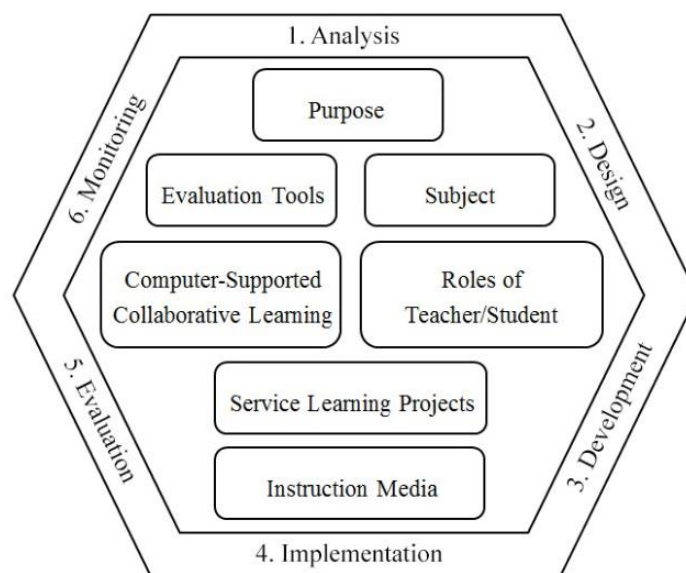 1. Analysis
Purpose
2. Design
6. Monitoring
Evaluation Tools
Subject
Computer-Supported
Collaborative Learning
Roles of
Teacher/Student
5. Evaluation
3. Development
Service Learning Projects
Instruction Media
4. Implementation